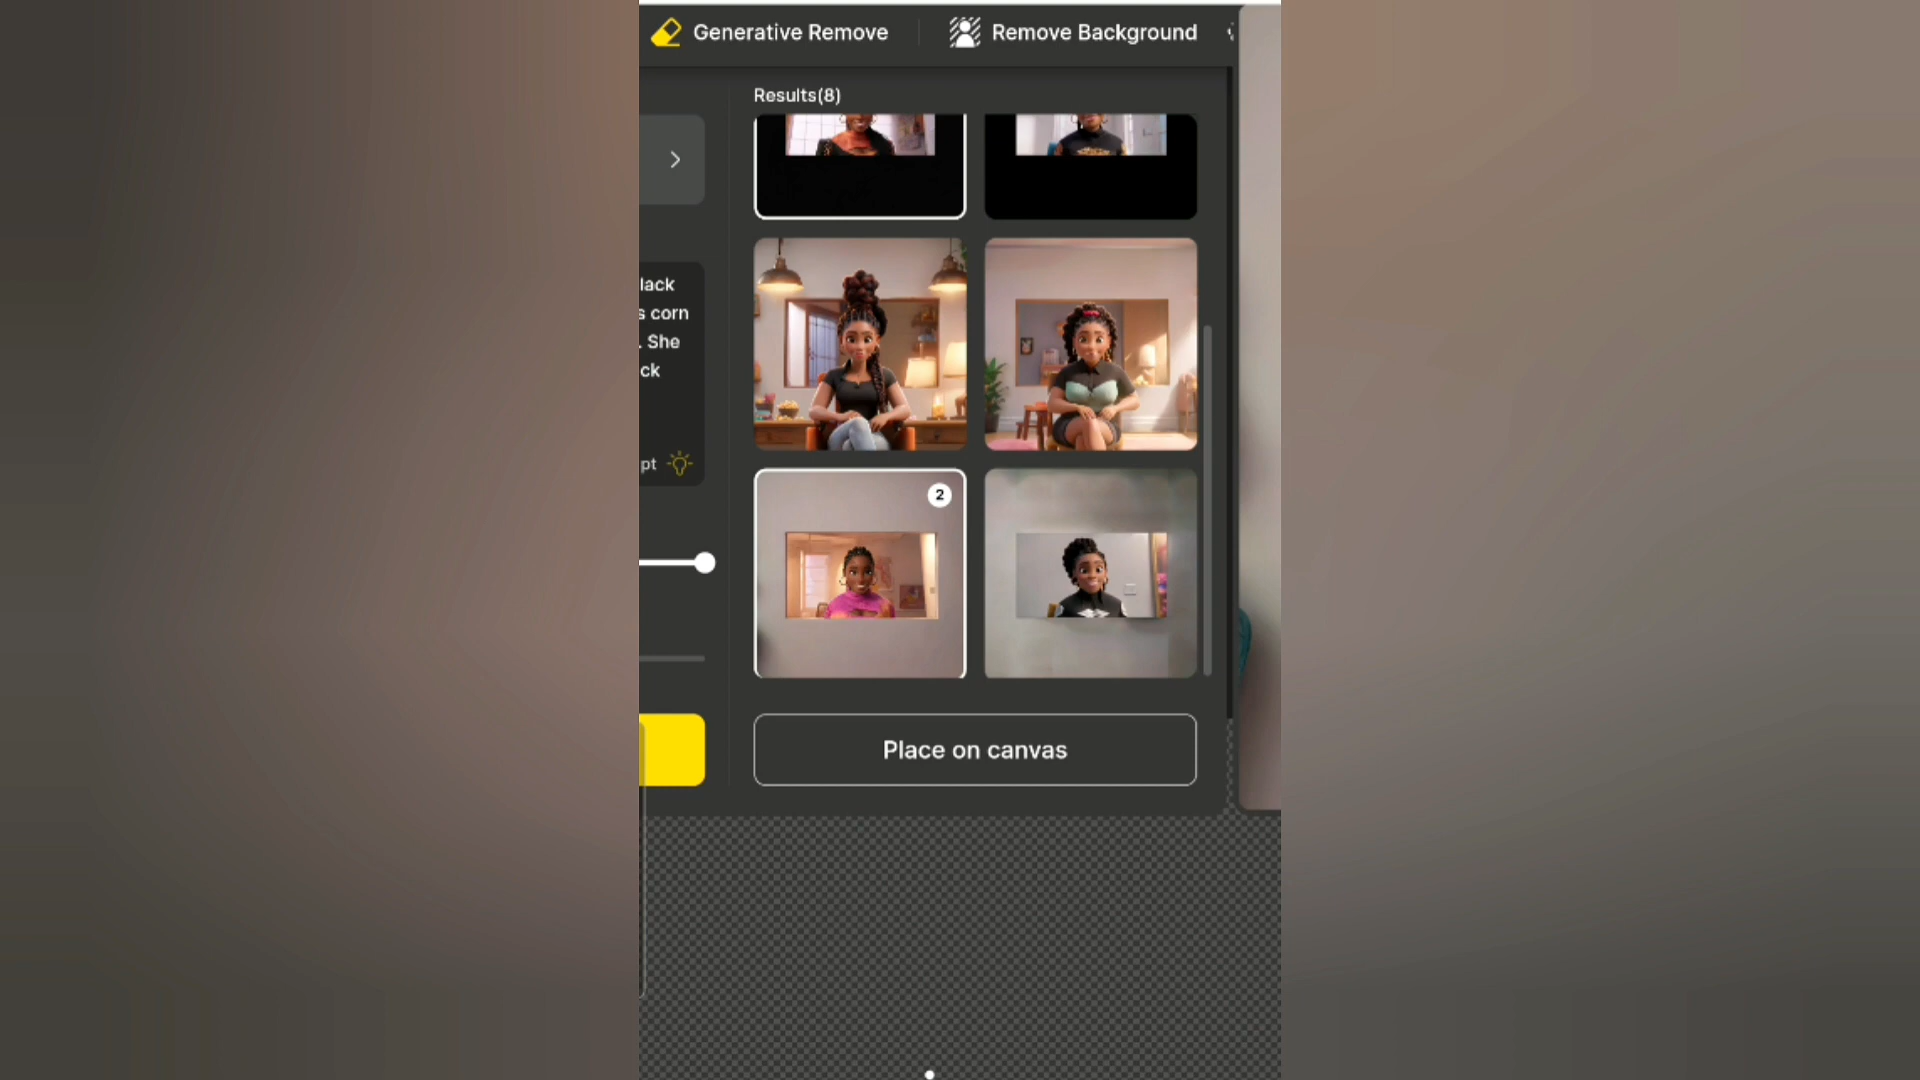 Generative Remove
Remove Background
Results(8)
lack
s corn
. She
ck
pt
2
Place on canvas